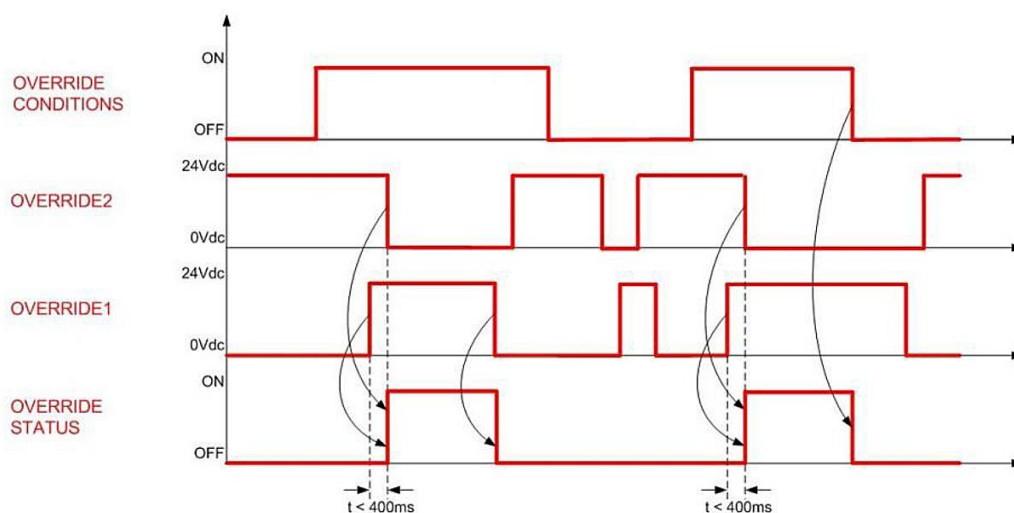 ON
OVERRIDE
CONDITIONS
OFF
24Vdc
OVERRIDE2
0Vdc
24Vdc
OVERRIDE1
0Vdc
ON
OVERRIDE
STATUS
OFF
t < 400ms
t < 400ms